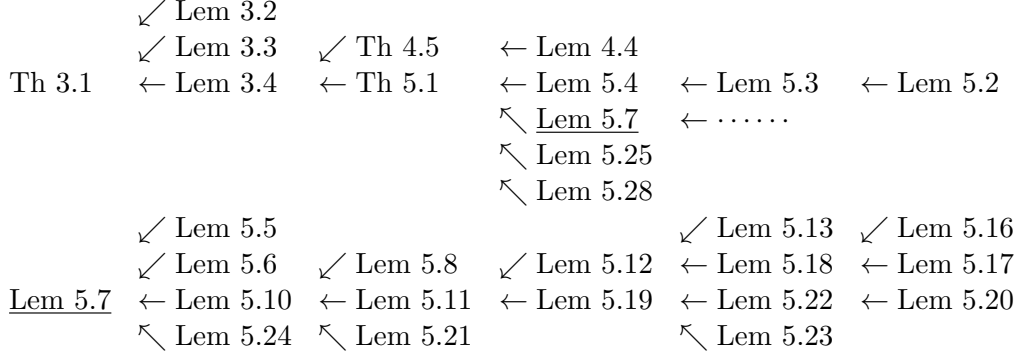 ↙ Lem 3.2
↙ Lem 3.3 ↙ Th 4.5 ← Lem 4.4
Th 3.1 ← Lem 3.4 ← Th 5.1 ← Lem 5.4 ← Lem 5.3 ← Lem 5.2
↖ Lem 5.7 ← ⋯⋯
↖ Lem 5.25
↖ Lem 5.28
↙ Lem 5.5 ↙ Lem 5.13 ↙ Lem 5.16
↙ Lem 5.6 ↙ Lem 5.8 ↙ Lem 5.12 ← Lem 5.18 ← Lem 5.17
Lem 5.7 ← Lem 5.10 ← Lem 5.11 ← Lem 5.19 ← Lem 5.22 ← Lem 5.20
↖ Lem 5.24 ↖ Lem 5.21 ↖ Lem 5.23